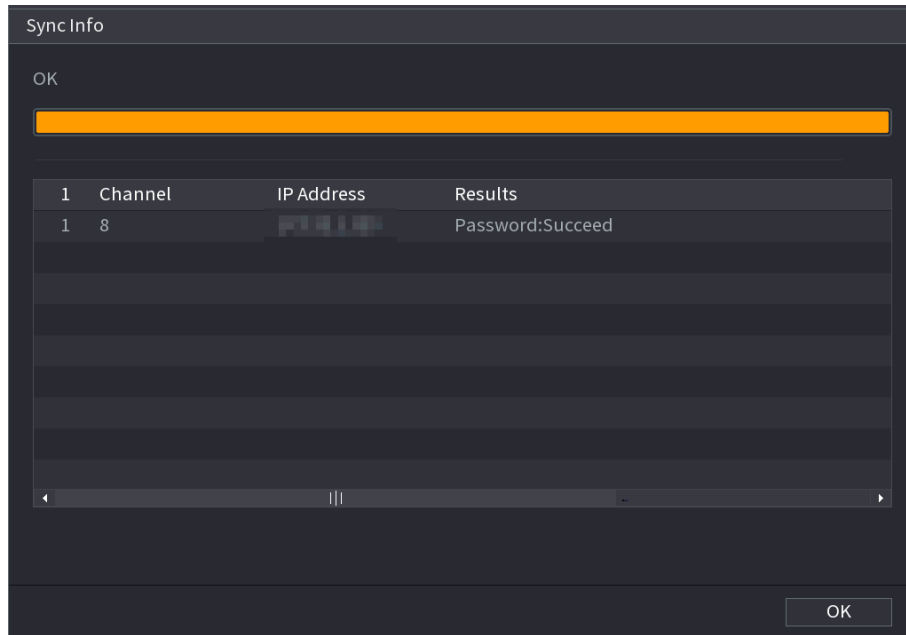 Sync Info
OK
1 Channel IP Address Results
1 8 Password:Succeed
OK